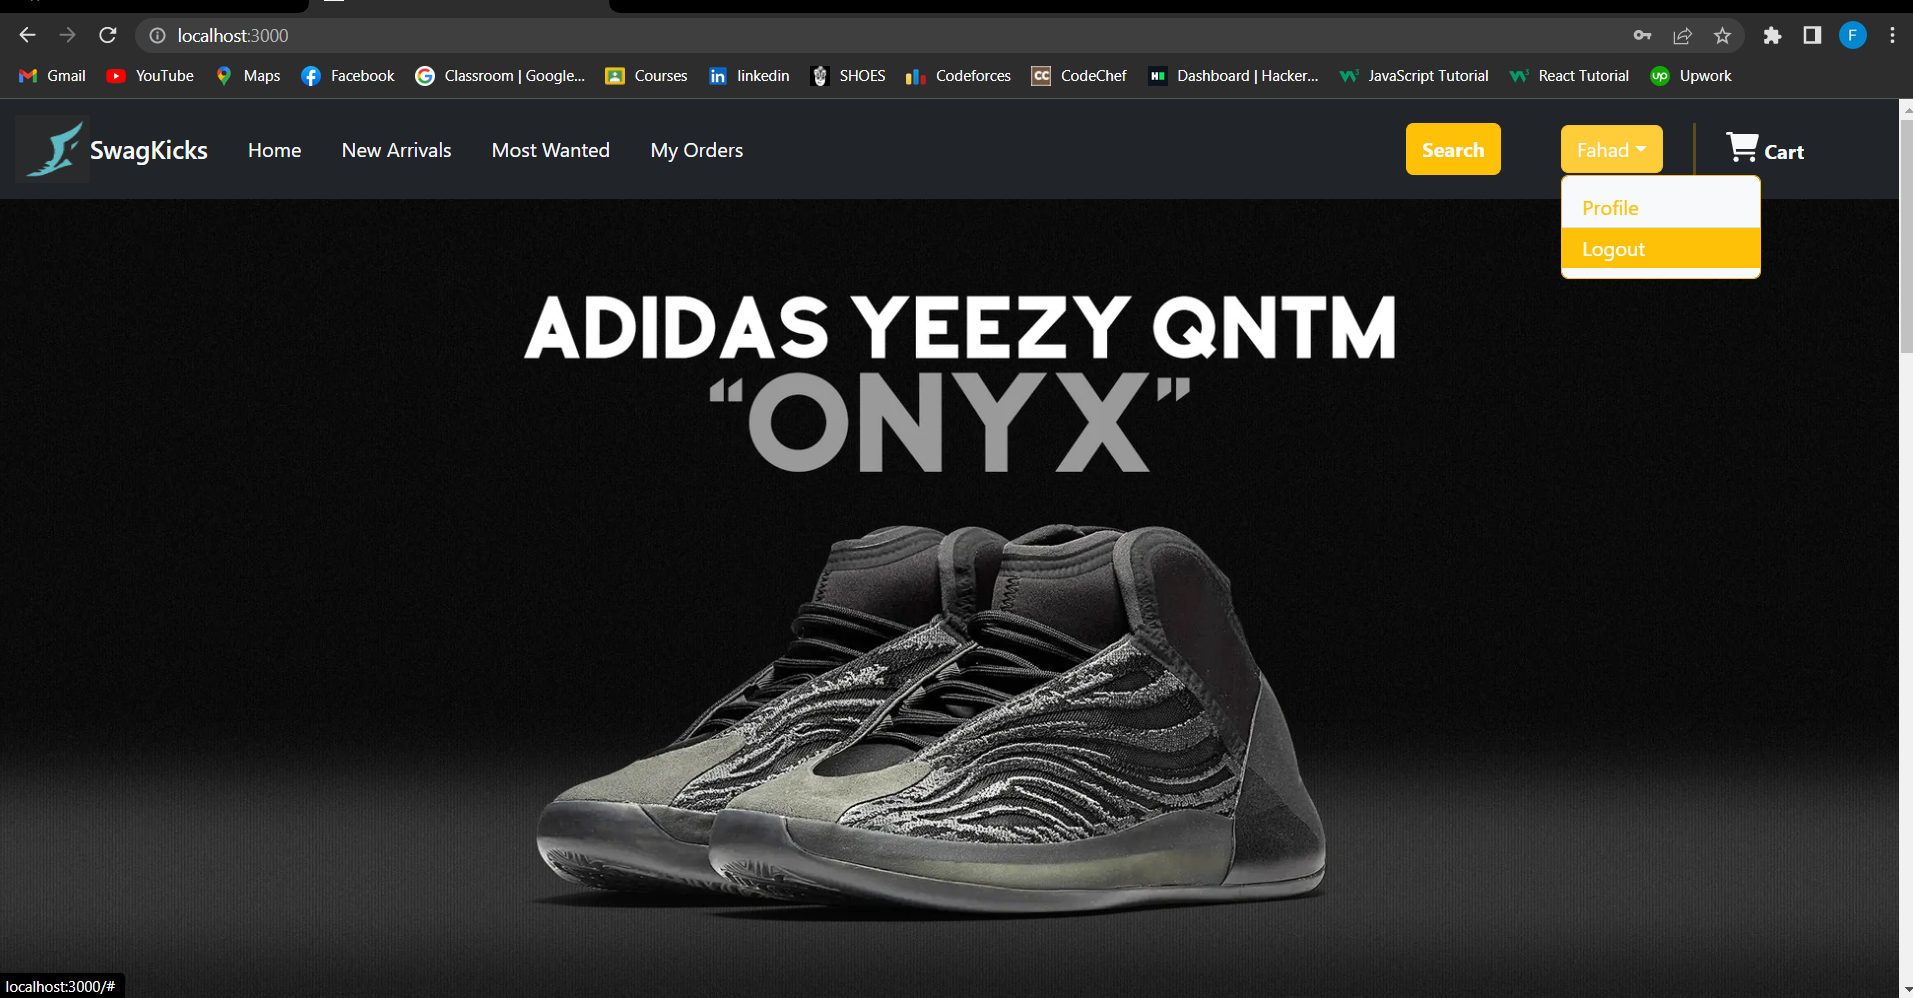 localhost:3000
F
Gmail YouTube Maps Facebook Classroom | Google... Courses linkedin SHOES Codeforces CodeChef Dashboard | Hacker... JavaScript Tutorial React Tutorial Upwork
SwagKicks Home New Arrivals Most Wanted My Orders Search Fahad Cart
Profile
Logout
ADIDAS YEEZY QNTM
“ONYX”
localhost:3000/#